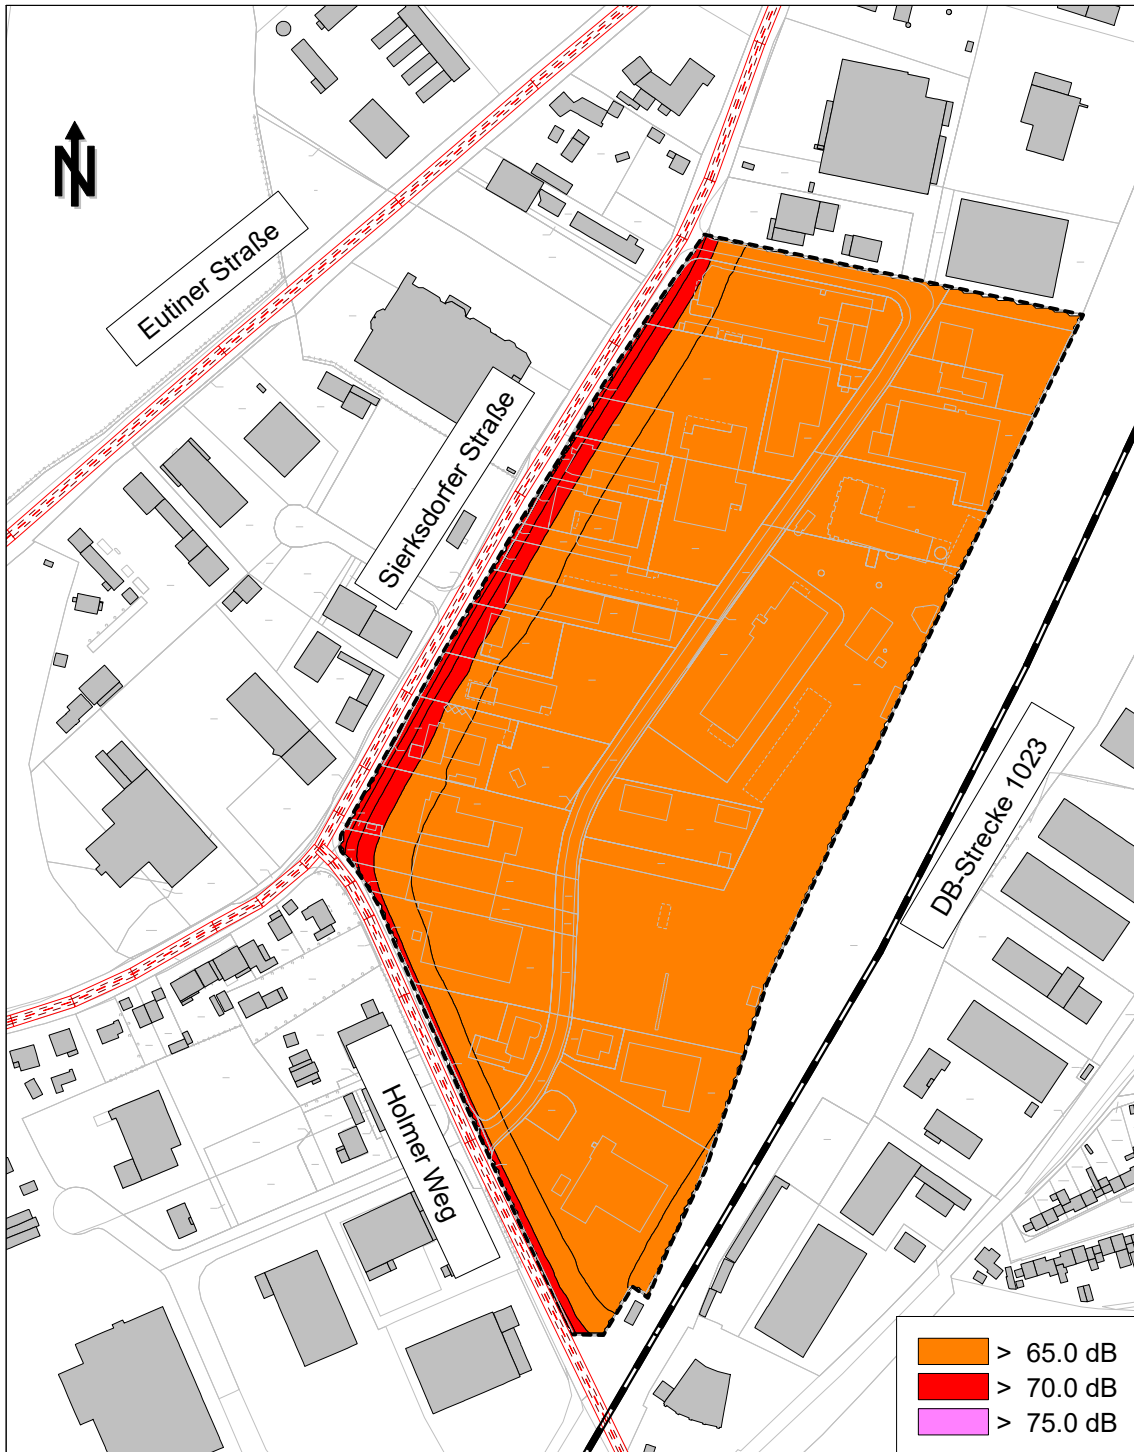 N
Eutiner Straße
Sierksdorfer Straße
DB-Strecke 1023
Holmer Weg
> 65.0 dB
> 70.0 dB
> 75.0 dB